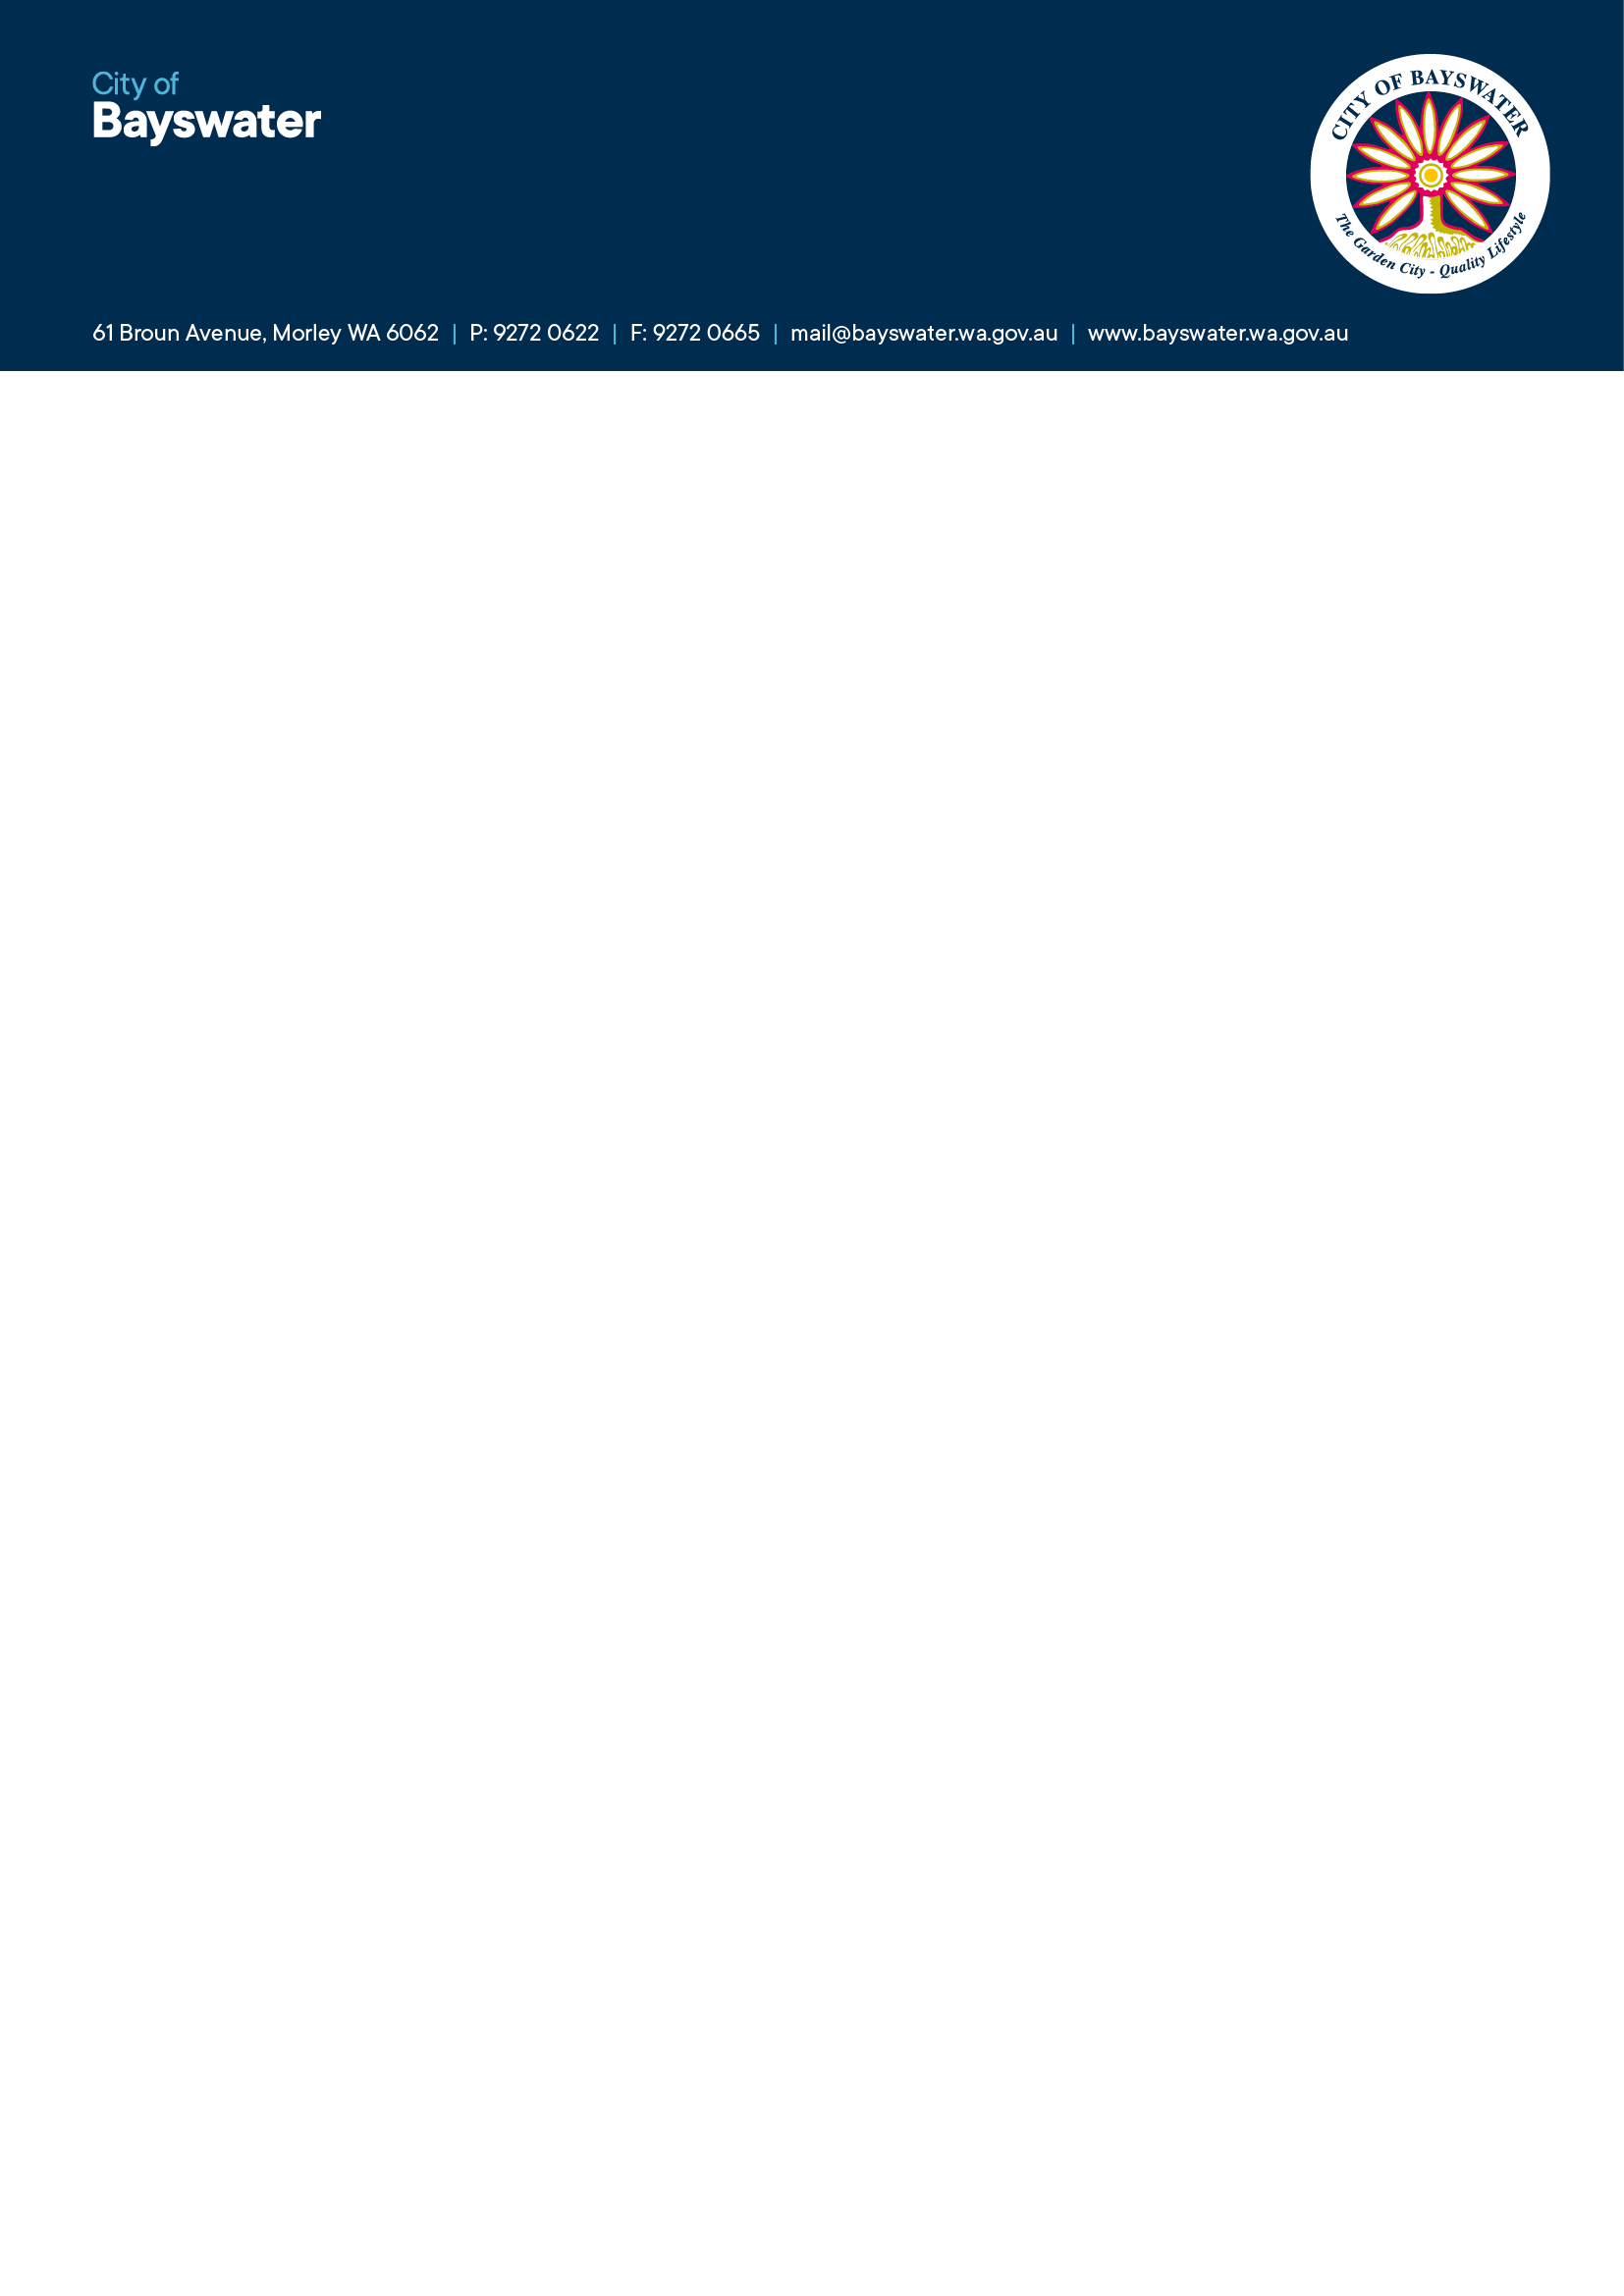 City of
Bayswater
CITY OF BAYSWATER
The Garden City - Quality Lifestyle
61 Broun Avenue, Morley WA 6062 | P: 9272 0622 | F: 9272 0665 | mail@bayswater.wa.gov.au | www.bayswater.wa.gov.au